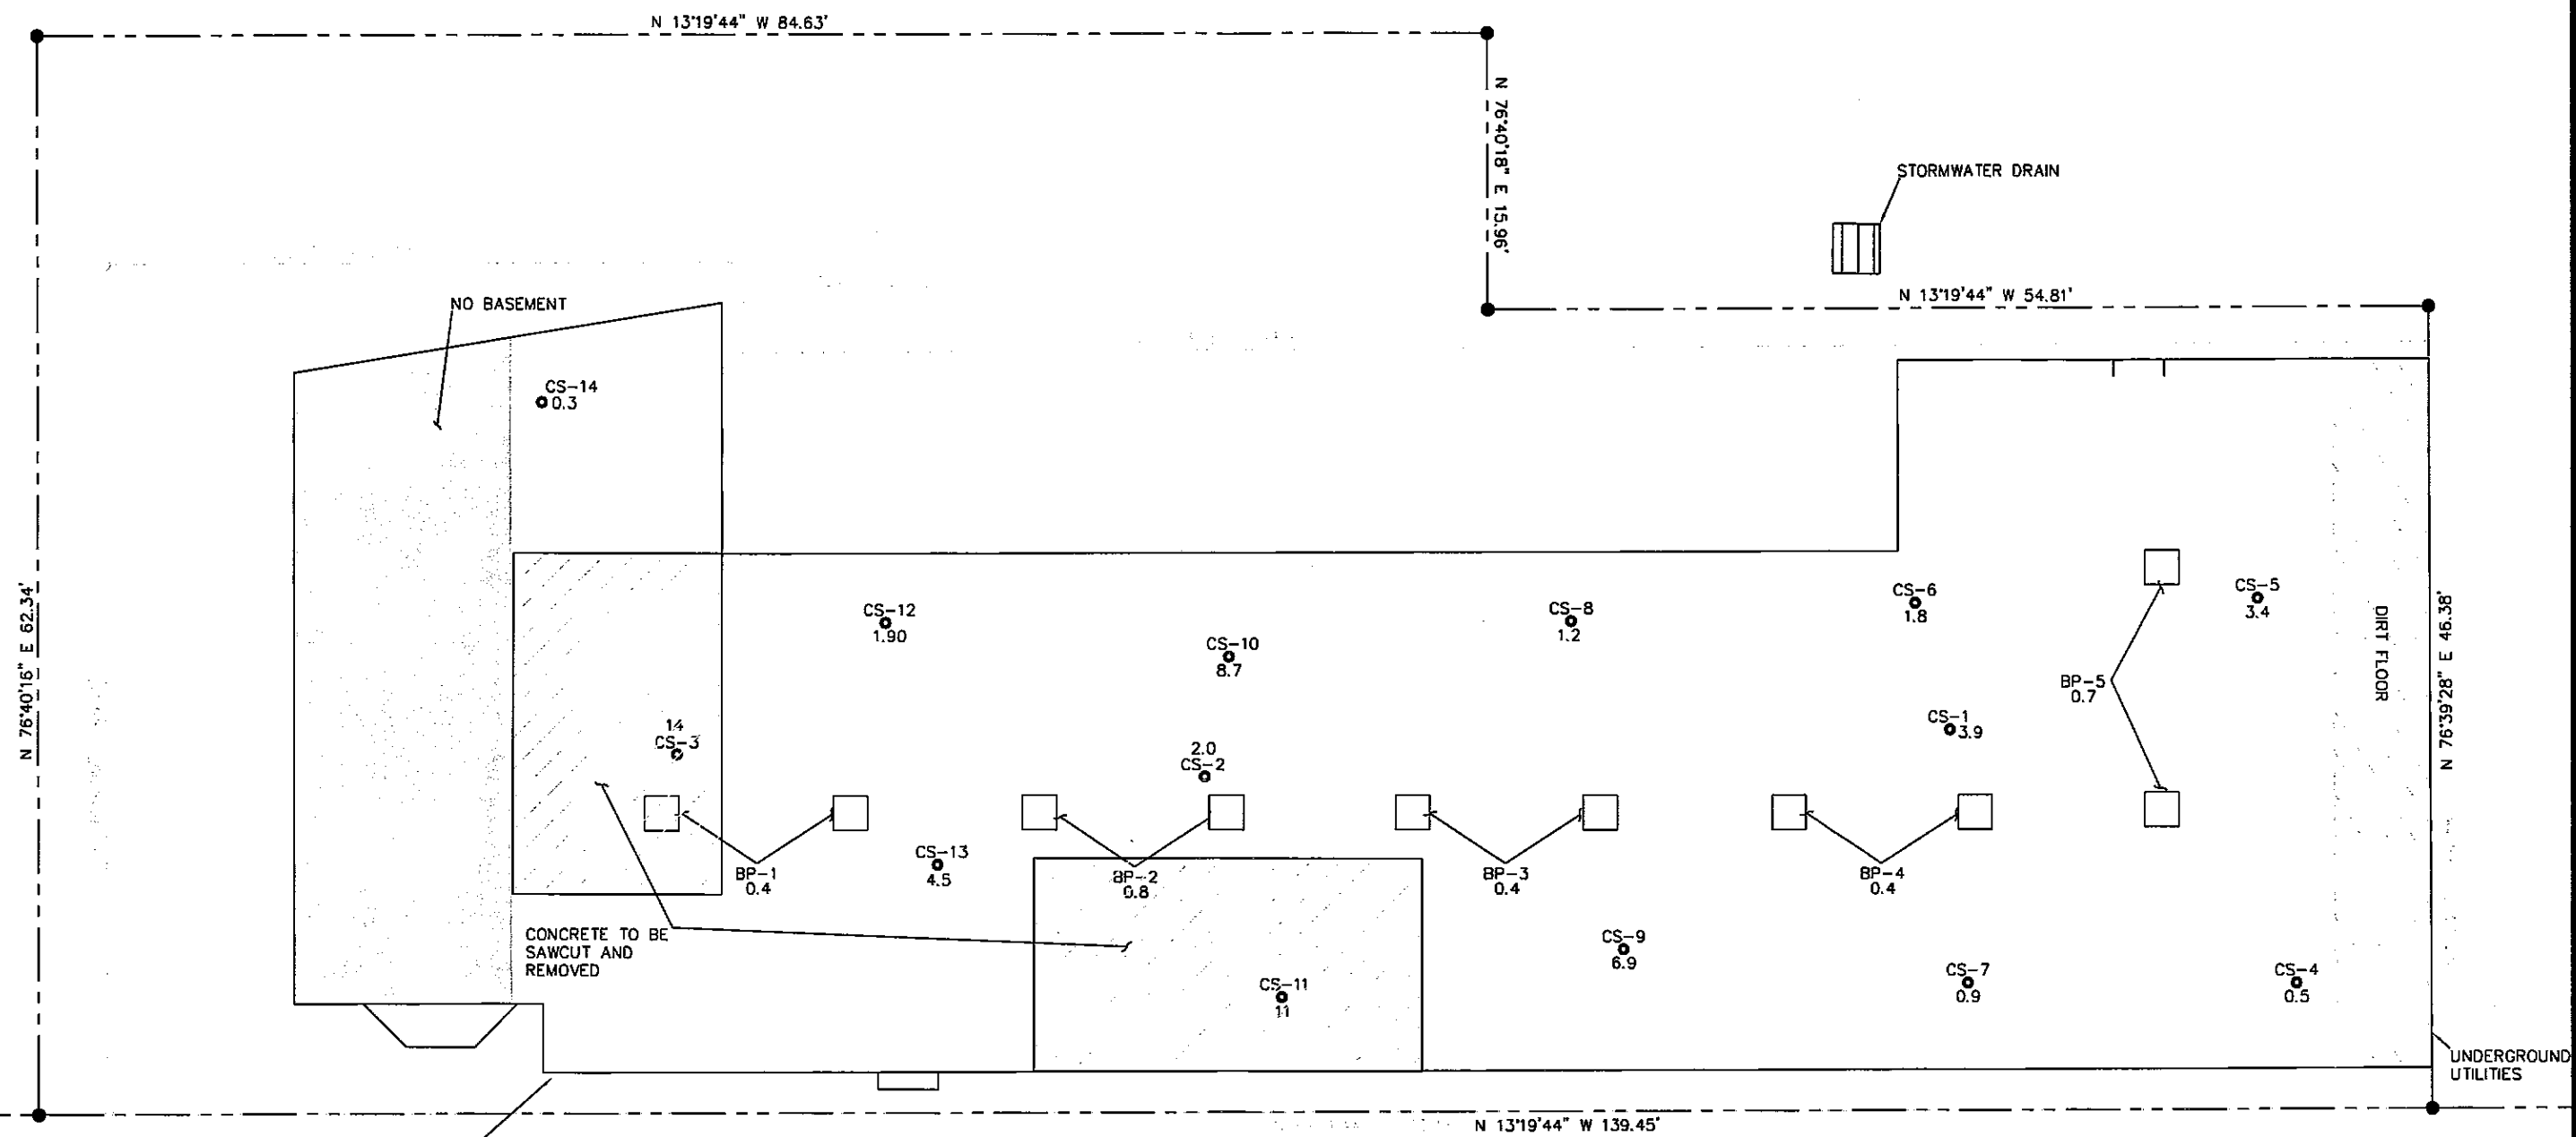 N 13°19'44" W 84.63'
N 76°40'18" E 15.96'
STORMWATER DRAIN
N 13°19'44" W 54.81'
NO BASEMENT
CS-14
0.3
N 76°40'16" E 62.34'
CS-12
1.90
CS-10
8.7
CS-8
1.2
CS-6
1.8
CS-5
3.4
DIRT FLOOR
N 76°39'28" E 46.38'
BP-5
0.7
14
CS-3
2.0
CS-2
CS-1
3.9
CS-13
4.5
BP-1
0.4
BP-2
0.8
BP-3
0.4
BP-4
0.4
CONCRETE TO BE
SAWCUT AND
REMOVED
CS-9
6.9
CS-11
11
CS-7
0.9
CS-4
0.5
UNDERGROUND
UTILITIES
N 13°19'44" W 139.45'